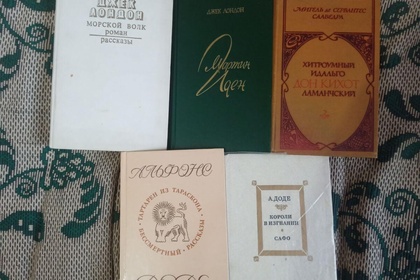 ДЖЕК
ЛОНДОН
МОРСКОЙ ВОЛК
роман
рассказы
ДЖЕК ЛОНДОН
Мартин
Иден
МИГЕЛЬ де СЕРВАНТЕС
СААВЕДРА
ХИТРОУМНЫЙ
ИДАЛЬГО
ДОН КИХОТ
ЛАМАНЧСКИЙ
АЛЬФОНС
ТАРТАРЕН ИЗ ТАРАСКОНА
БЕССМЕРТНЫЙ
РАССКАЗЫ
ДОДЕ
А. ДОДЕ
КОРОЛИ
В ИЗГНАНИИ
САФО